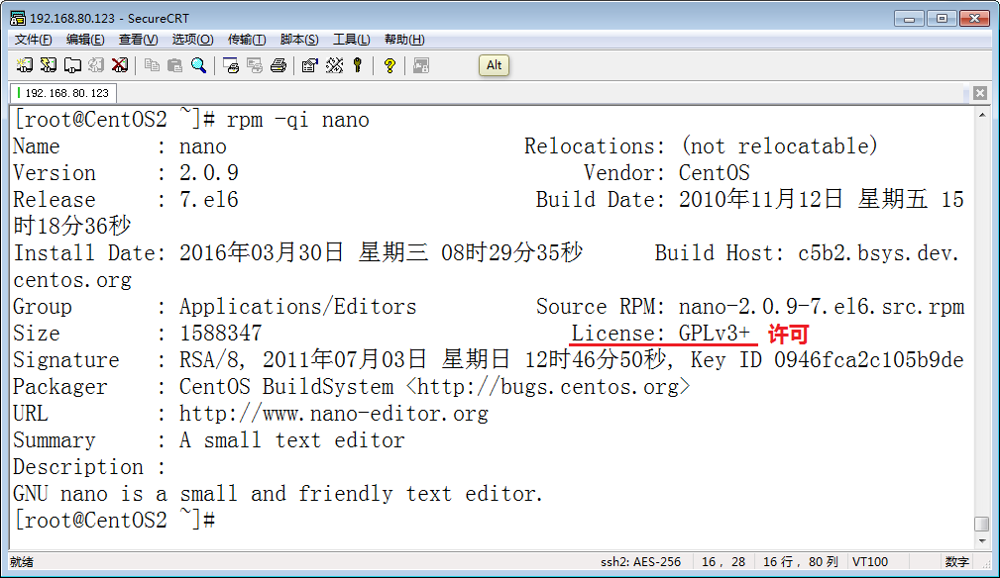 192.168.80.123 - SecureCRT
文件(F) 编辑(E) 查看(V) 选项(O) 传输(T) 脚本(S) 工具(L) 帮助(H)
Alt
192.168.80.123
[root@CentOS2 ~]# rpm -qi nano
Name        : nano                         Relocations: (not relocatable)
Version     : 2.0.9                             Vendor: CentOS
Release     : 7.el6                         Build Date: 2010年11月12日 星期五 15
时18分36秒
Install Date: 2016年03月30日 星期三 08时29分35秒      Build Host: c5b2.bsys.dev.
centos.org
Group       : Applications/Editors          Source RPM: nano-2.0.9-7.el6.src.rpm
Size        : 1588347                          License: GPLv3+ 许可
Signature   : RSA/8, 2011年07月03日 星期日 12时46分50秒, Key ID 0946fca2c105b9de
Packager    : CentOS BuildSystem <http://bugs.centos.org>
URL         : http://www.nano-editor.org
Summary     : A small text editor
Description :
GNU nano is a small and friendly text editor.
[root@CentOS2 ~]#
就绪 ssh2: AES-256 16, 28 16 行, 80 列 VT100 数字